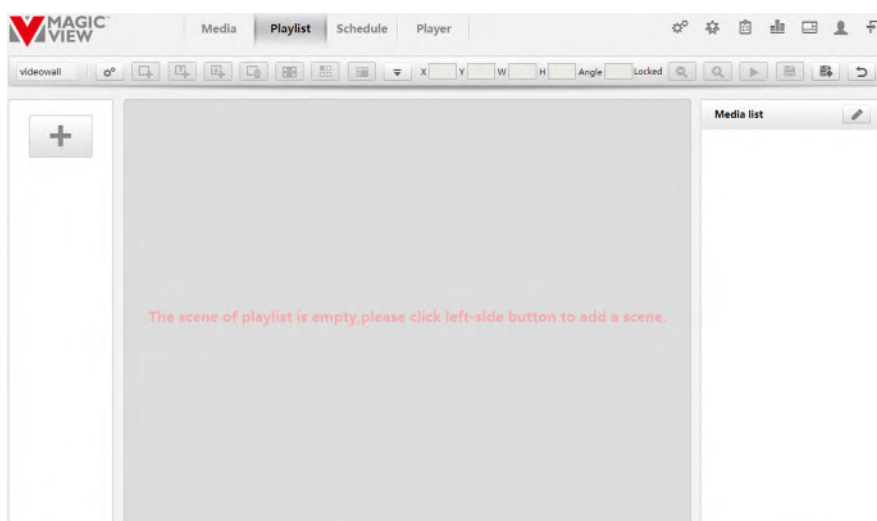 MAGIC
VIEW
Media Playlist Schedule Player
videowall X Y W H Angle Locked
Media list
The scene of playlist is empty,please click left-side button to add a scene.